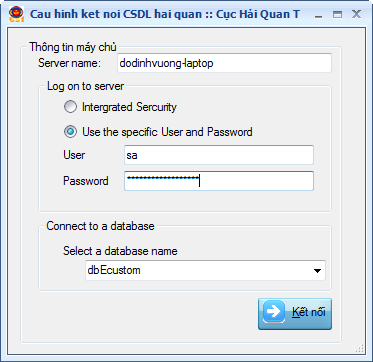 Cau hinh ket noi CSDL hai quan :: Cục Hải Quan T
Thông tin máy chủ
Server name: dodinhvuong-laptop
Log on to server
Intergrated Sercurity
Use the specific User and Password
User sa
Password ******************
Connect to a database
Select a database name
dbEcustom
Kết nối